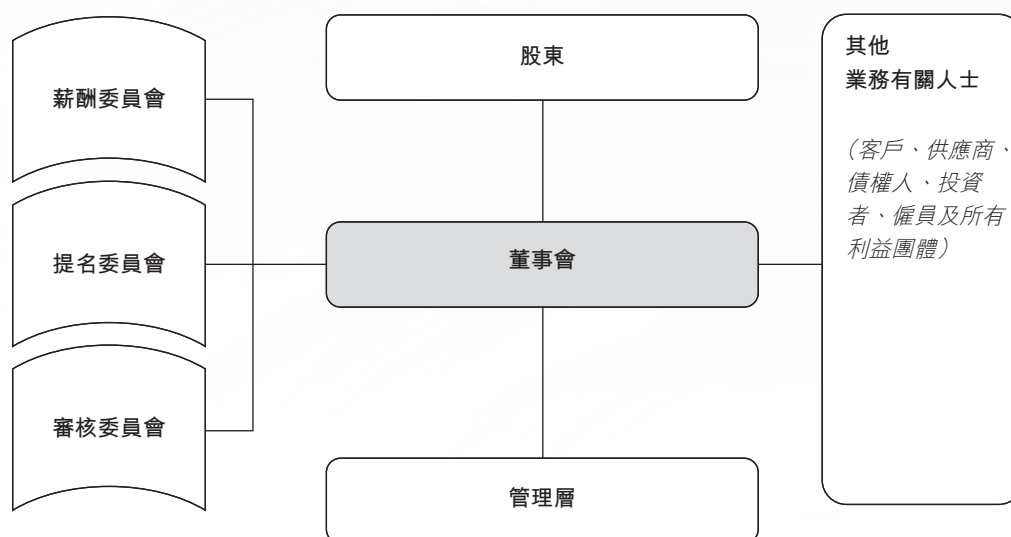 薪酬委員會
提名委員會
審核委員會
股東
董事會
管理層
其他
業務有關人士
（客戶、供應商、
債權人、投資
者、僱員及所有
利益團體）